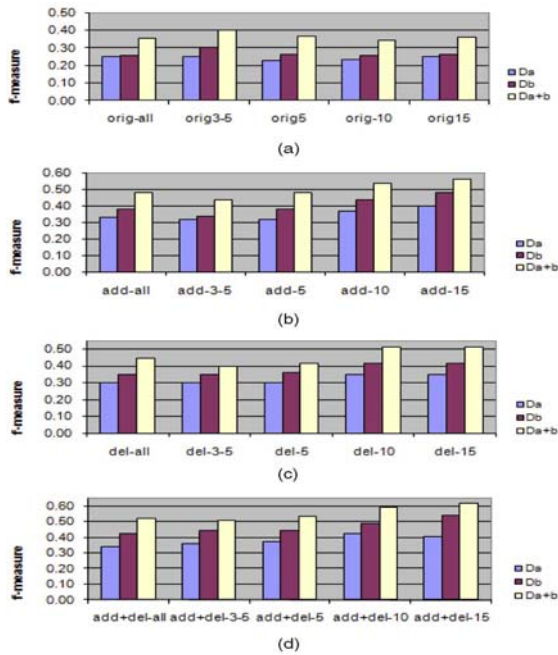 0.50
0.40
0.30
0.20
0.10
0.00
f-measure
orig-all orig3-5 orig5 orig-10 orig15
Da
Db
Da+b
(a)
0.60
0.50
0.40
0.30
0.20
0.10
0.00
f-measure
add-all add-3-5 add-5 add-10 add-15
Da
Db
Da+b
(b)
0.50
0.40
0.30
0.20
0.10
0.00
f-measure
del-all del-3-5 del-5 del-10 del-15
Da
Db
Da+b
(c)
0.60
0.50
0.40
0.30
0.20
0.10
0.00
f-measure
add+del-all add+del-3-5 add+del-5 add+del-10 add+del-15
Da
Db
Da+b
(d)